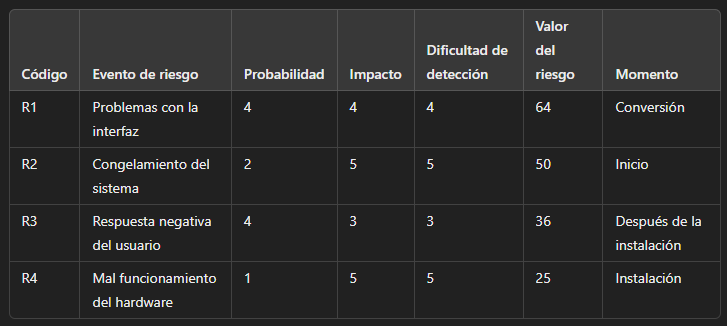 Valor
Dificultad de del
Código Evento de riesgo Probabilidad Impacto detección riesgo Momento
R1 Problemas con la 4 4 4 64 Conversión
interfaz
R2 Congelamiento del 2 5 5 50 Inicio
sistema
R3 Respuesta negativa 4 3 3 36 Después de la
del usuario instalación
R4 Mal funcionamiento 1 5 5 25 Instalación
del hardware